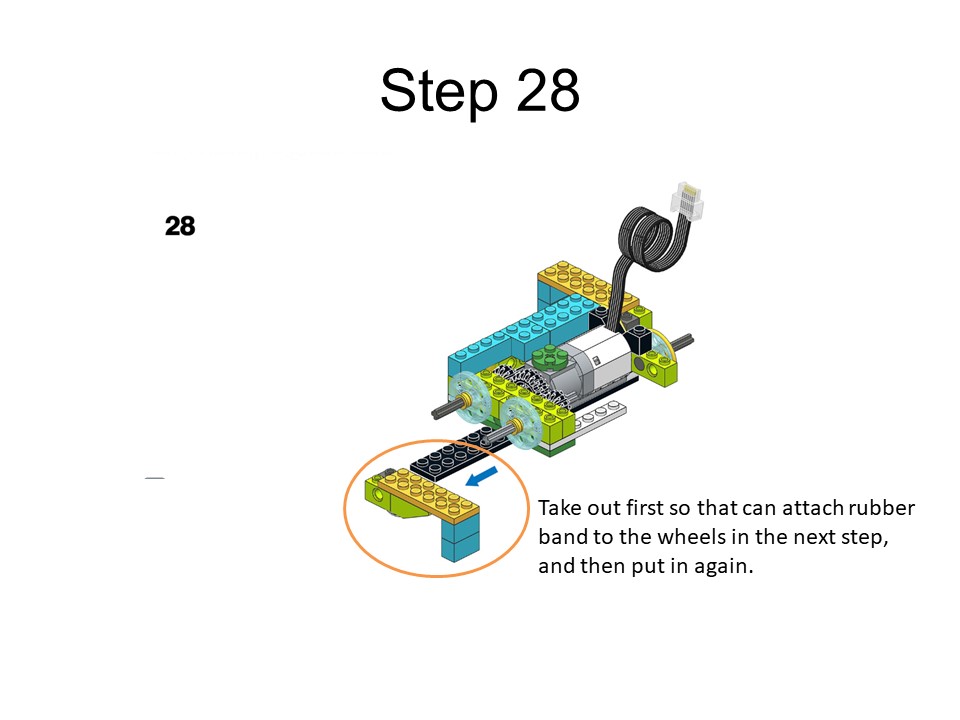 Step 28
28
Take out first so that can attach rubber
band to the wheels in the next step,
and then put in again.